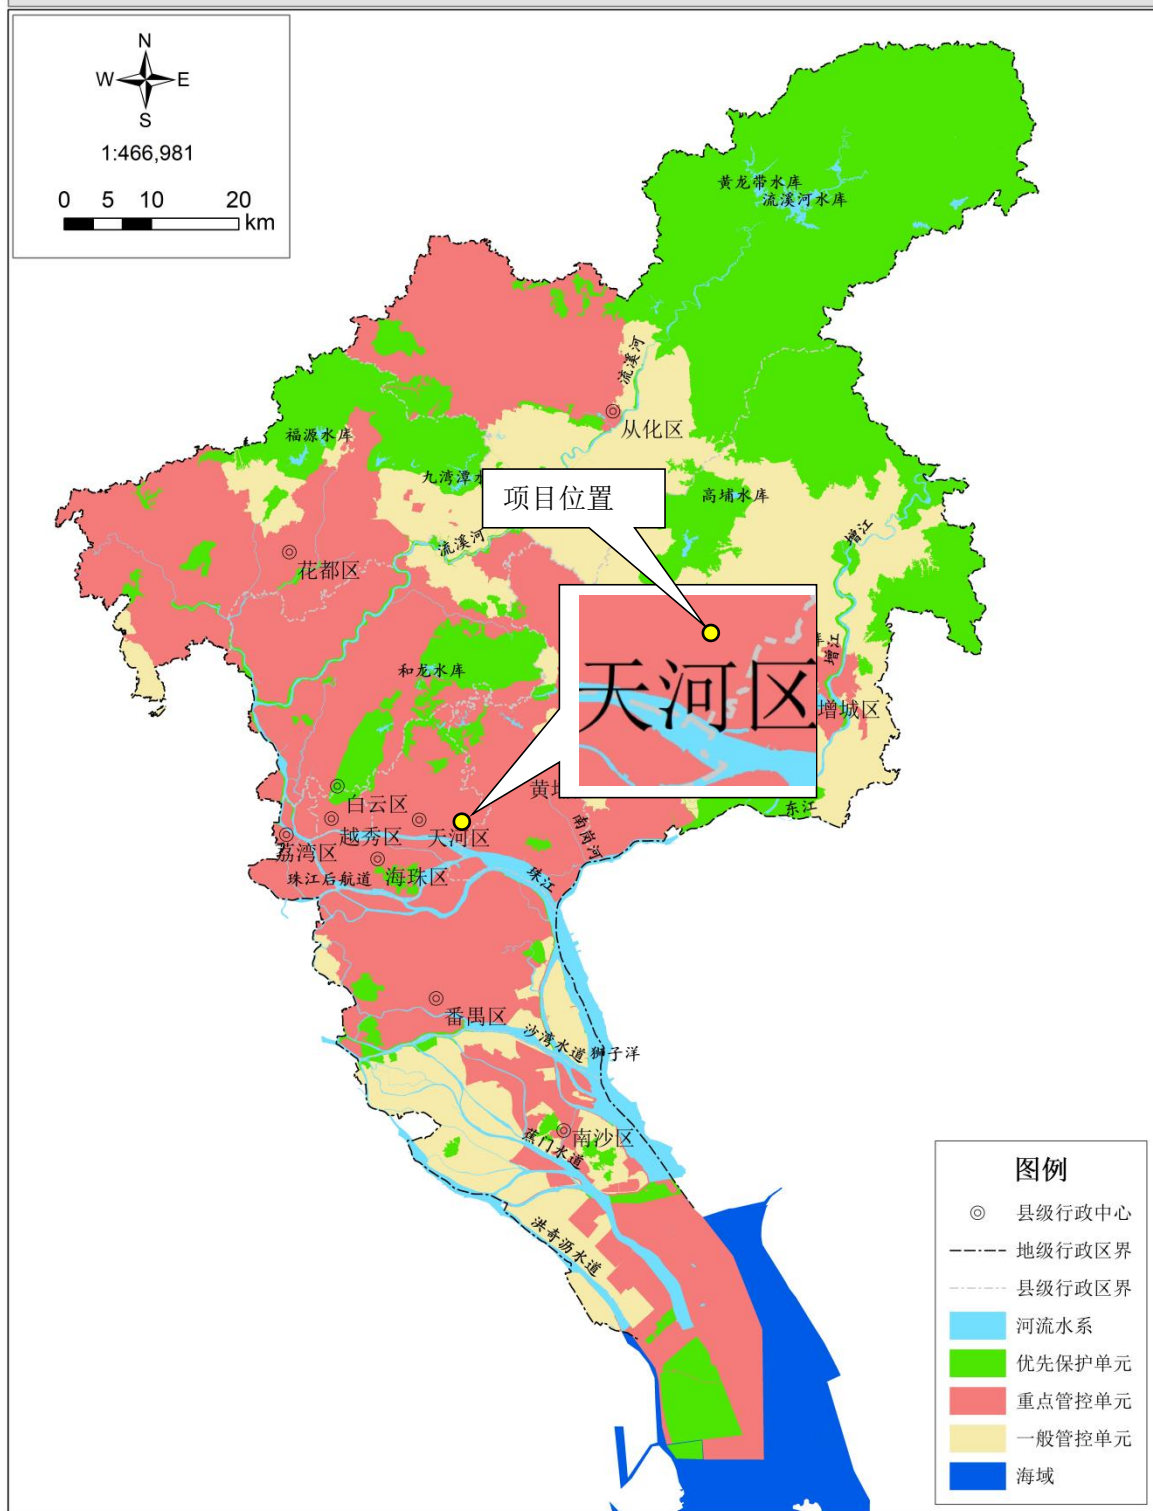 N
W E
S
1:466,981
0 5 10 20
km
黄龙带水库
流溪河水库
流溪河
从化区
福源水库
九湾潭水
项目位置
高埔水库
流溪河
增江
花都区
天河区
增江
和龙水库
增城区
黄埔
白云区
东江
越秀区
天河区
南岗河
荔湾区
海珠区
珠江后航道
珠江
番禺区
沙湾水道
狮子洋
南沙区
蕉门水道
洪奇沥水道
图例
县级行政中心
地级行政区界
县级行政区界
河流水系
优先保护单元
重点管控单元
一般管控单元
海域